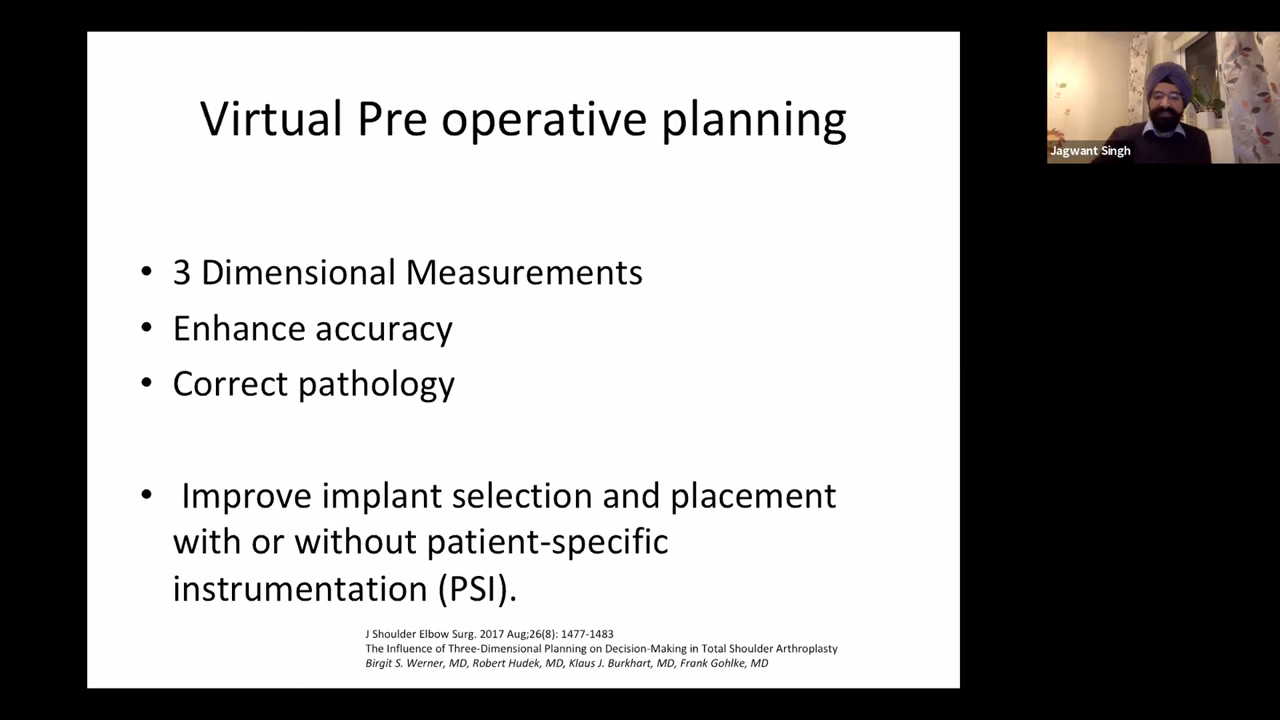 Virtual Pre operative planning
Jagwant Singh
• 3 Dimensional Measurements
• Enhance accuracy
• Correct pathology
• Improve implant selection and placement
with or without patient-specific
instrumentation (PSI).
J Shoulder Elbow Surg. 2017 Aug;26(8): 1477-1483
The Influence of Three-Dimensional Planning on Decision-Making in Total Shoulder Arthroplasty
Birgit S. Werner, MD, Robert Hudek, MD, Klaus J. Burkhart, MD, Frank Gohlke, MD